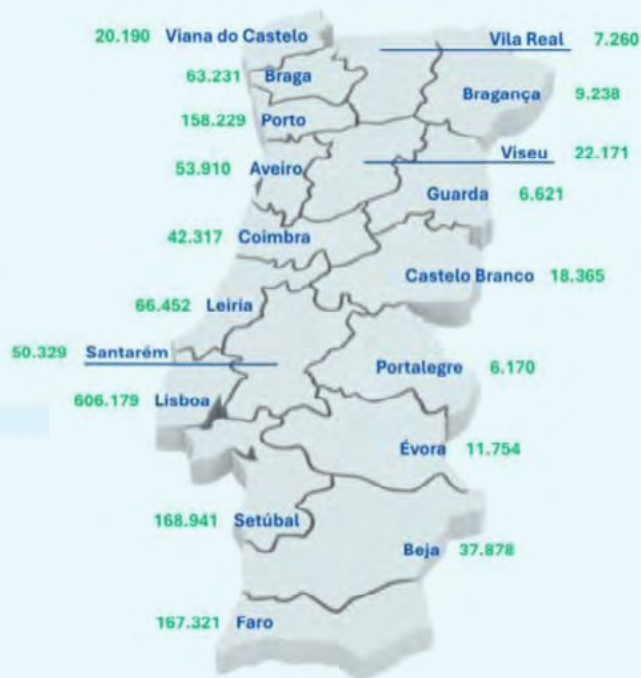 20.190 Viana do Castelo
Vila Real 7.260
63.231 Braga
Bragança 9.238
158.229 Porto
Viseu 22.171
53.910 Aveiro
Guarda 6.621
42.317 Coimbra
Castelo Branco 18.365
66.452 Leiria
50.329 Santarém
Portalegre 6.170
606.179 Lisboa
Évora 11.754
168.941 Setúbal
Beja 37.878
167.321 Faro